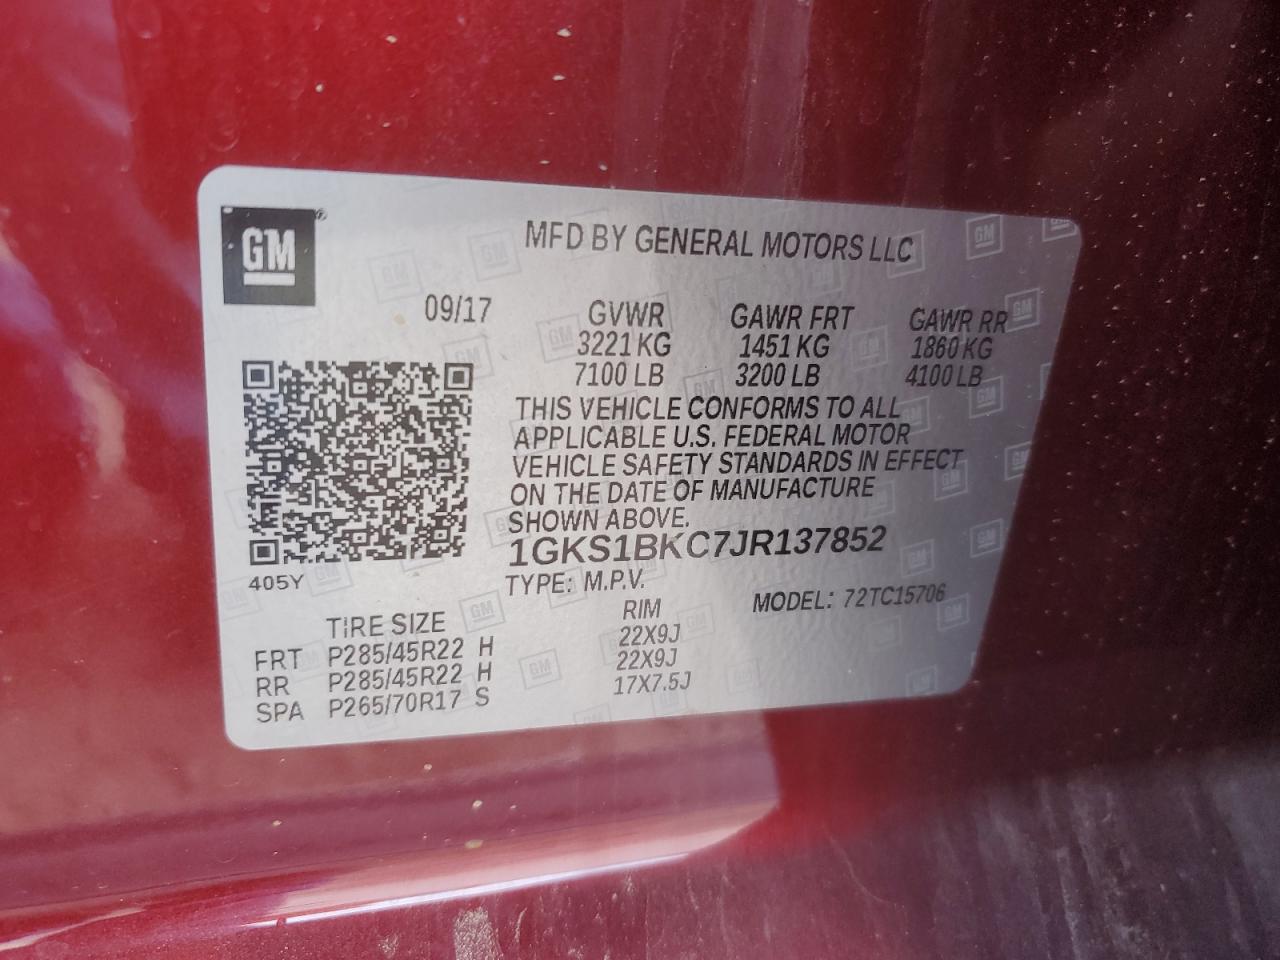 GM
MFD BY GENERAL MOTORS LLC
09/17 GVWR GAWR FRT GAWR RR
3221 KG 1451 KG 1860 KG
7100 LB 3200 LB 4100 LB
THIS VEHICLE CONFORMS TO ALL
APPLICABLE U.S. FEDERAL MOTOR
VEHICLE SAFETY STANDARDS IN EFFECT
ON THE DATE OF MANUFACTURE
SHOWN ABOVE.
1GKS1BKC7JR137852
405Y
TYPE: M.P.V. MODEL: 72TC15706
TIRE SIZE RIM
FRT P285/45R22 H 22X9J
RR P285/45R22 H 22X9J
SPA P265/70R17 S 17X7.5J